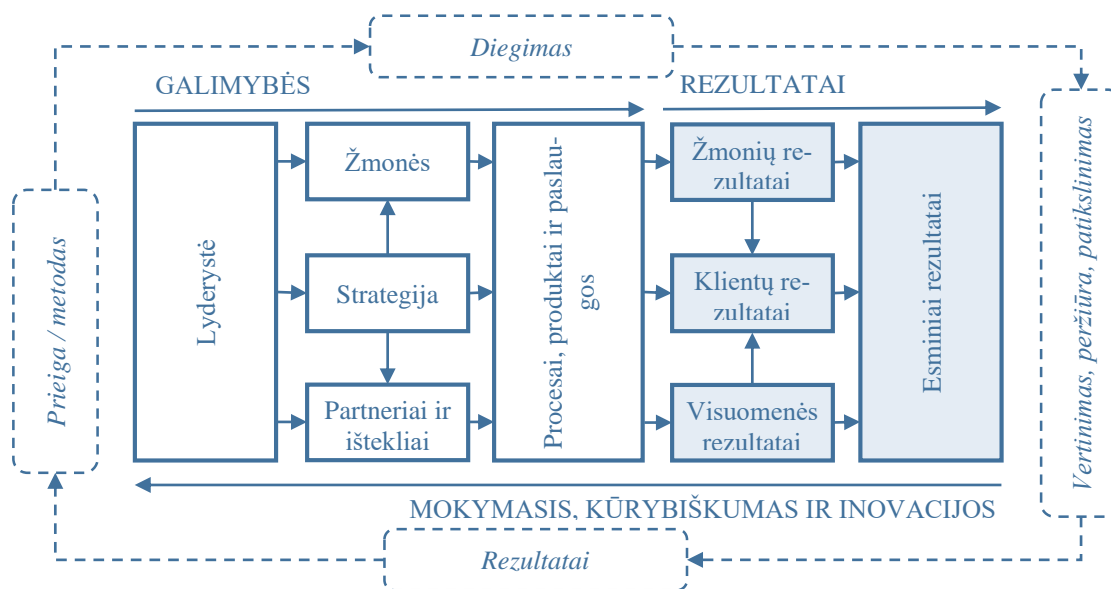 Diegimas
GALIMYBĖS
REZULTATAI
Prieiga / metodas
Lyderystė
Žmonės
Strategija
Partneriai ir
ištekliai
Procesai, produktai ir paslau-
gos
Žmonių re-
zultatai
Klientų re-
zultatai
Visuomenės
rezultatai
Esminiai rezultatai
Vertinimas, peržiūra, patikslinimas
MOKYMASIS, KŪRYBIŠKUMAS IR INOVACIJOS
Rezultatai